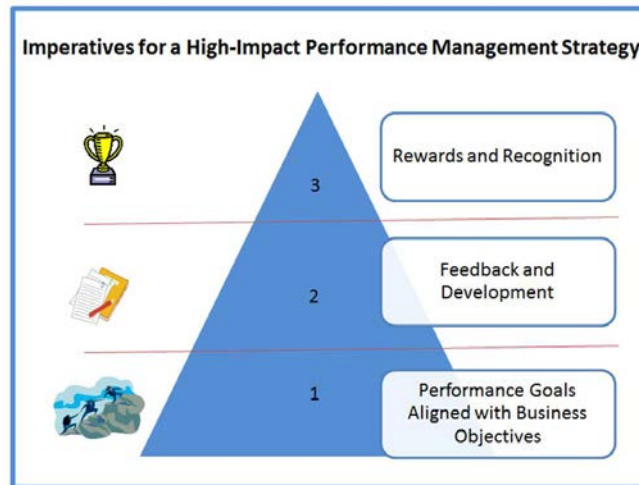 Imperatives for a High-Impact Performance Management Strategy
3
Rewards and Recognition
2
Feedback and
Development
1
Performance Goals
Aligned with Business
Objectives